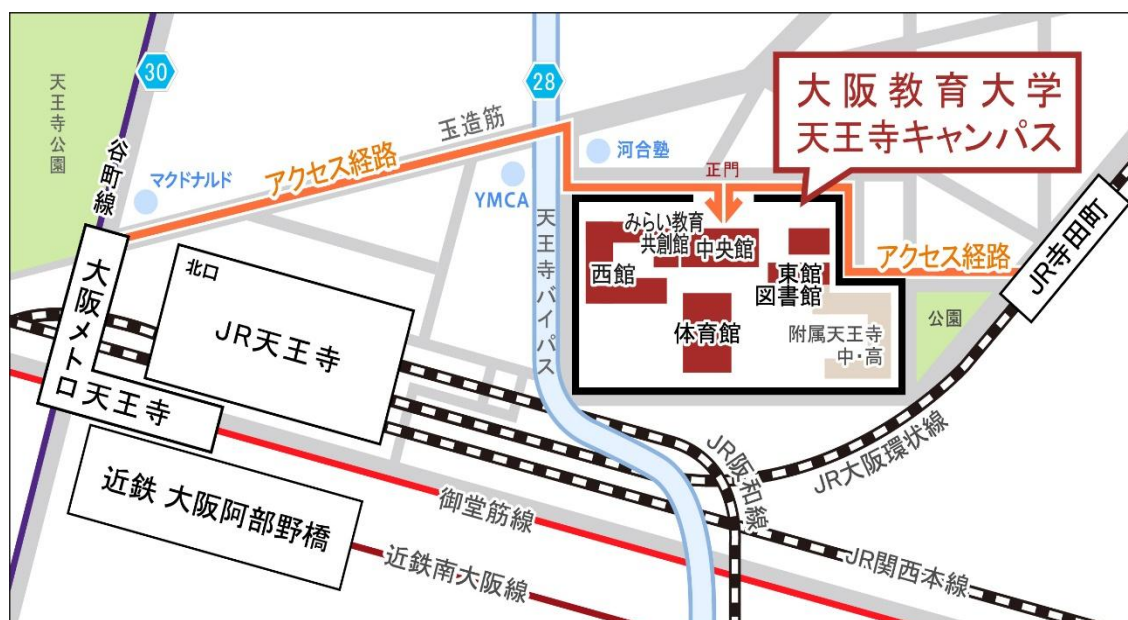 天王寺公園
30
谷町線
マクドナルド
アクセス経路
玉造筋
28
YMCA
河合塾
天王寺バイパス
大阪教育大学
天王寺キャンパス
正門
みらい教育
共創館
中央館
西館
東館
図書館
体育館
附属天王寺
中・高
アクセス経路
公園
JR寺田町
北口
JR天王寺
大阪メトロ天王寺
近鉄 大阪阿部野橋
御堂筋線
近鉄南大阪線
JR阪和線
JR大阪環状線
JR関西本線